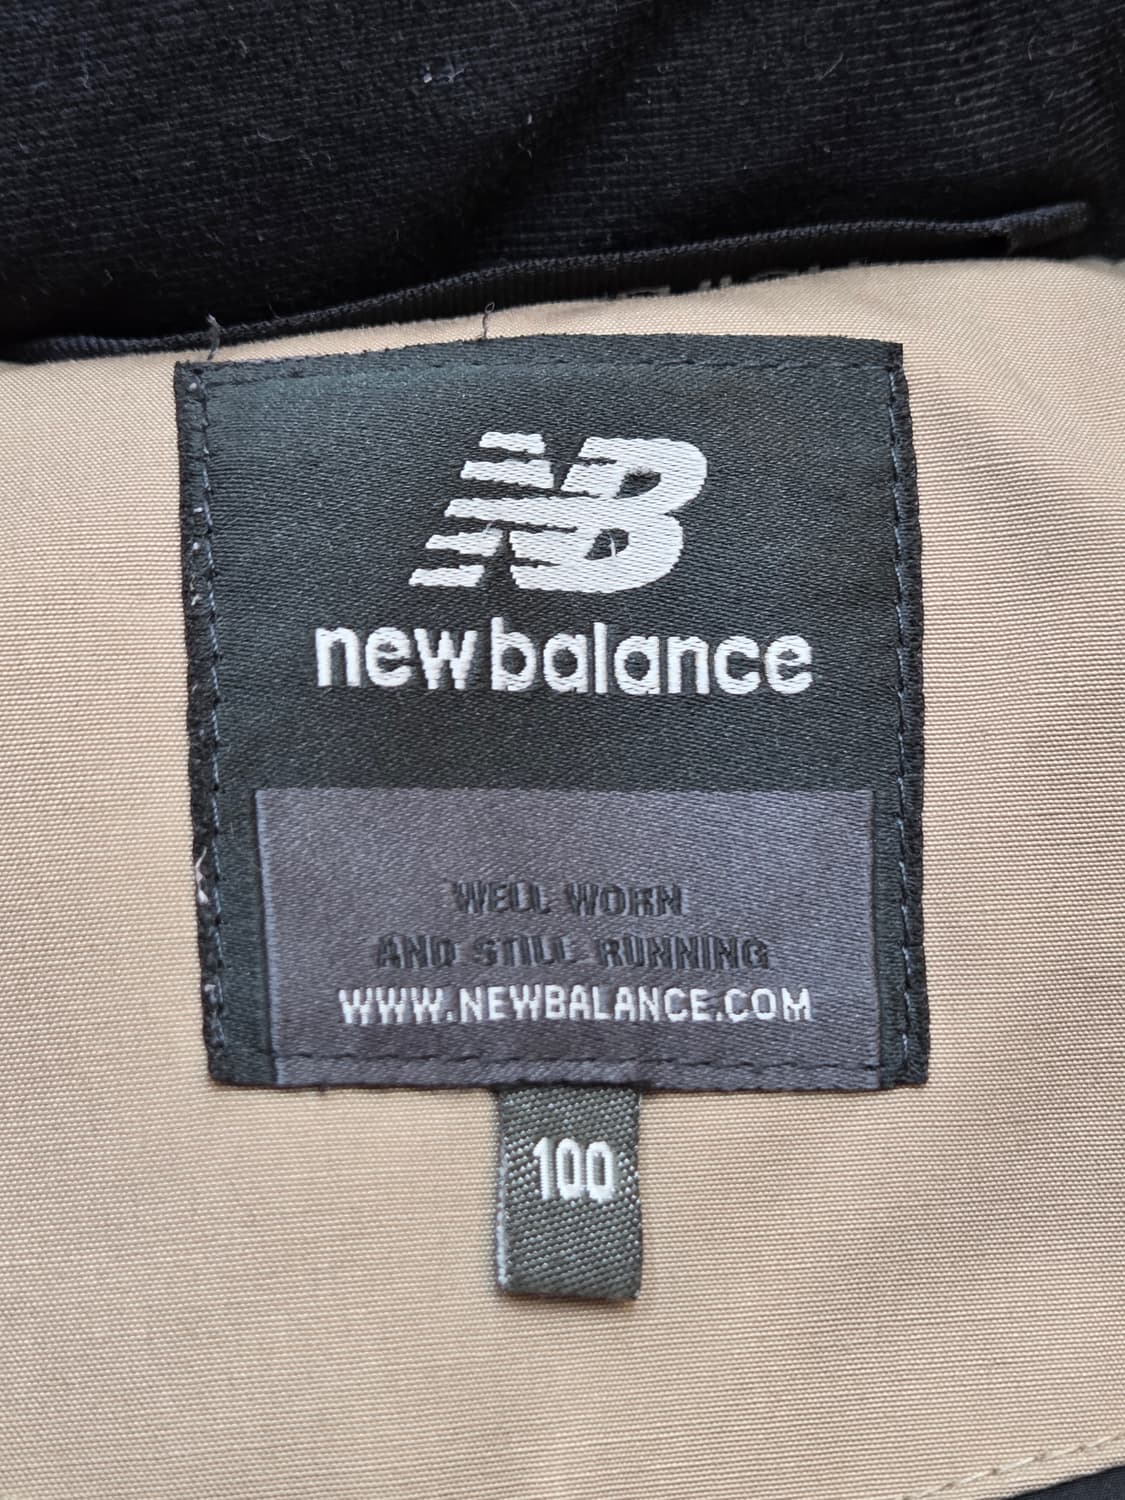 NB
new balance
WELL WORN
AND STILL RUNNING
WWW.NEWBALANCE.COM
100